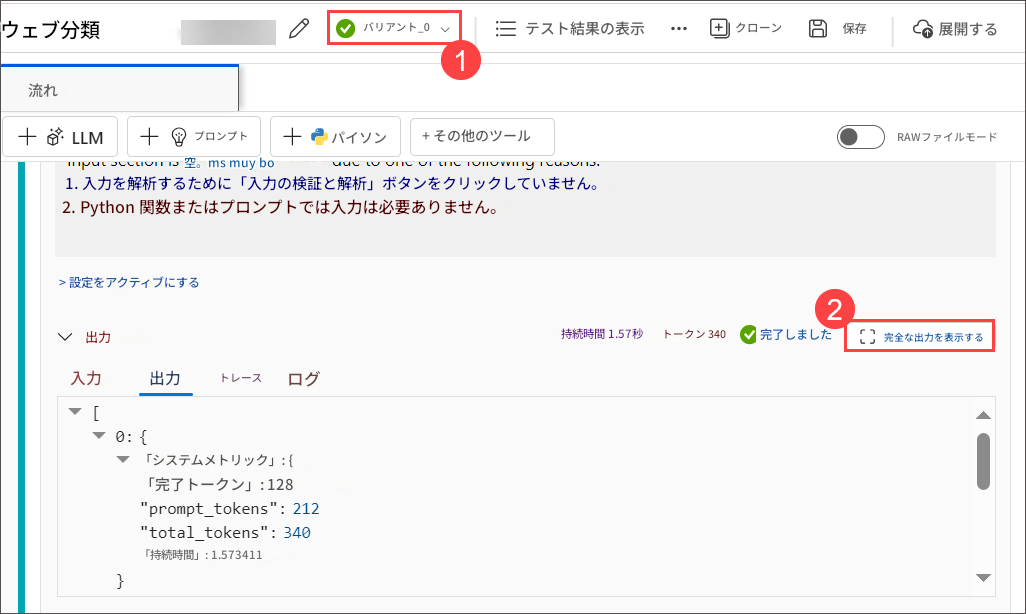 ウェブ分類 バリアント_0 テスト結果の表示 ••• クローン 保存 展開する
1
流れ
+ LLM + プロンプト + パイソン + その他のツール RAWファイルモード
Input section is 空。ms muy bo due to one of the following reasons:
1. 入力を解析するために「入力の検証と解析」ボタンをクリックしていません。
2. Python 関数またはプロンプトでは入力は必要ありません。
> 設定をアクティブにする
2
出力 持続時間 1.57秒 トークン 340 完了しました 完全な出力を表示する
入力 出力 トレース ログ
[
0: {
「システムメトリック」: {
「完了トークン」: 128
"prompt_tokens": 212
"total_tokens": 340
「持続時間」: 1.573411
}